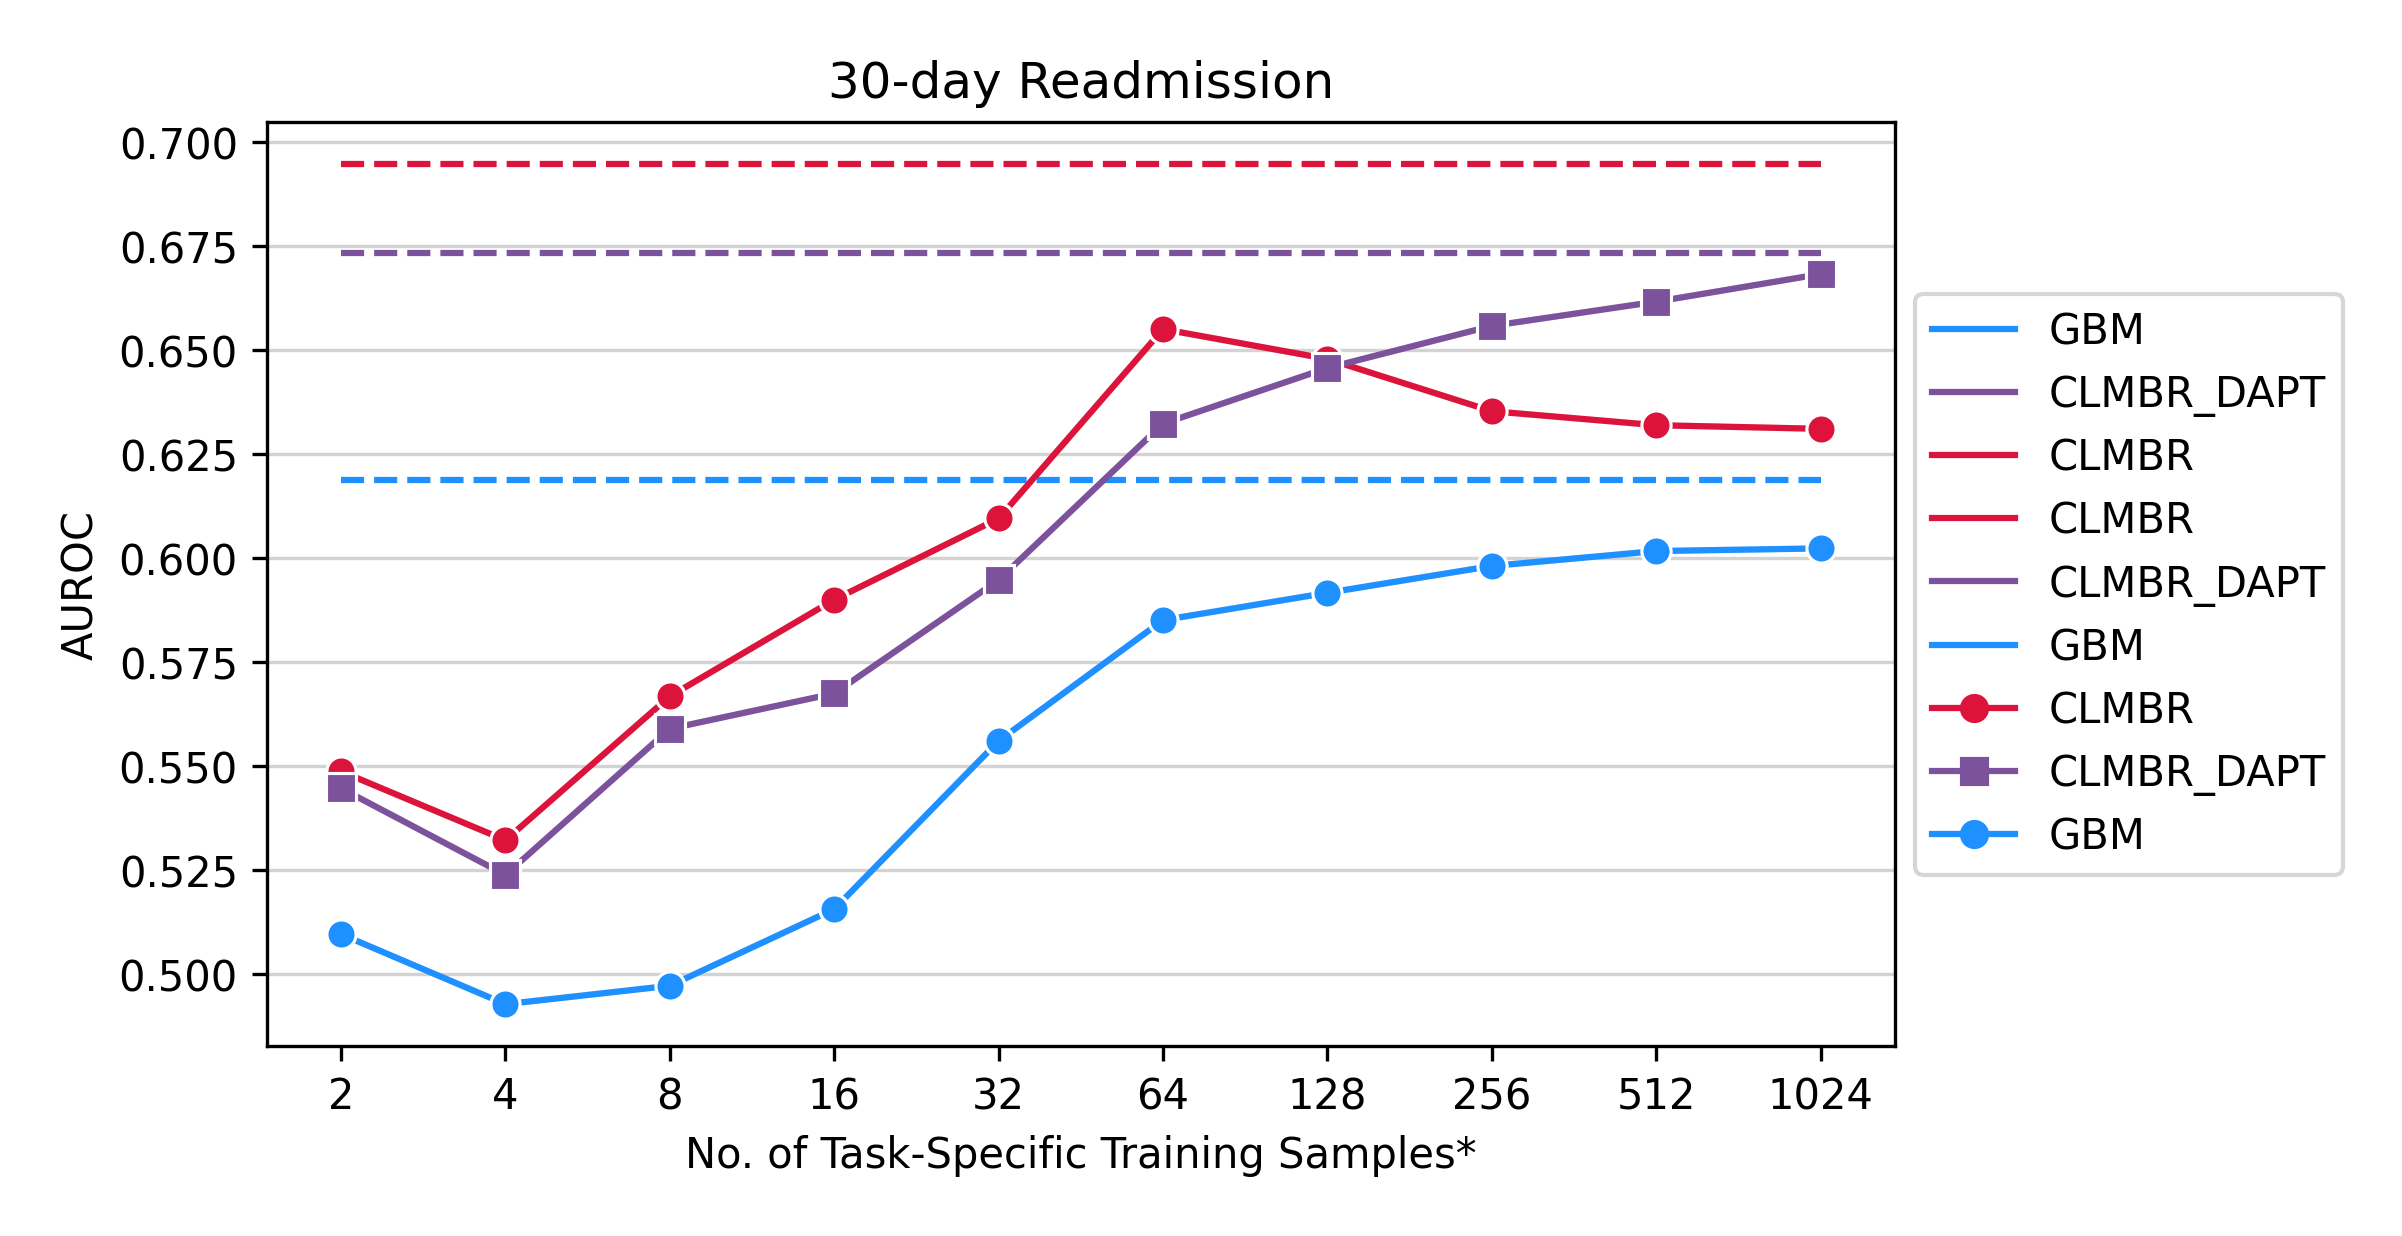 30-day Readmission
0.700
0.675
0.650
0.625
0.600
0.575
0.550
0.525
0.500
AUROC
2 4 8 16 32 64 128 256 512 1024
No. of Task-Specific Training Samples*
GBM
CLMBR_DAPT
CLMBR
CLMBR
CLMBR_DAPT
GBM
CLMBR
CLMBR_DAPT
GBM